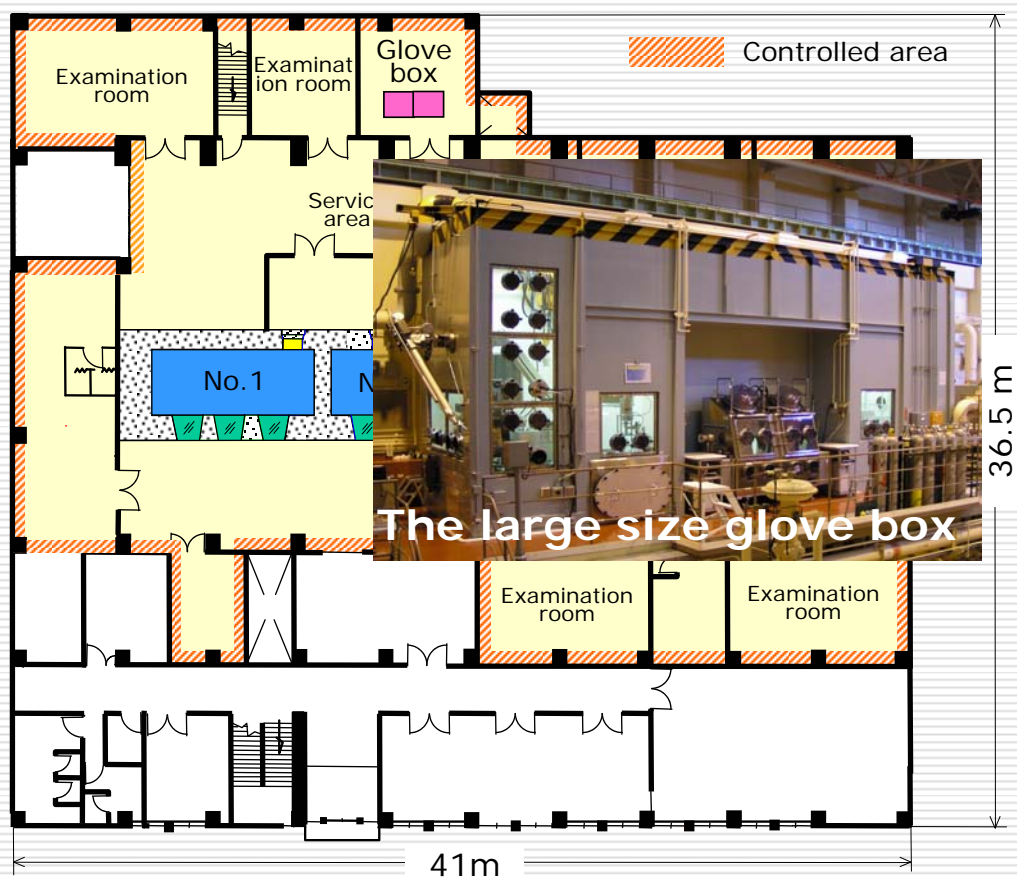 Examination
room
Examinat
ion room
Glove
box
Controlled area
Servic
area
No.1
N
The large size glove box
36.5 m
Examination
room
Examination
room
41m